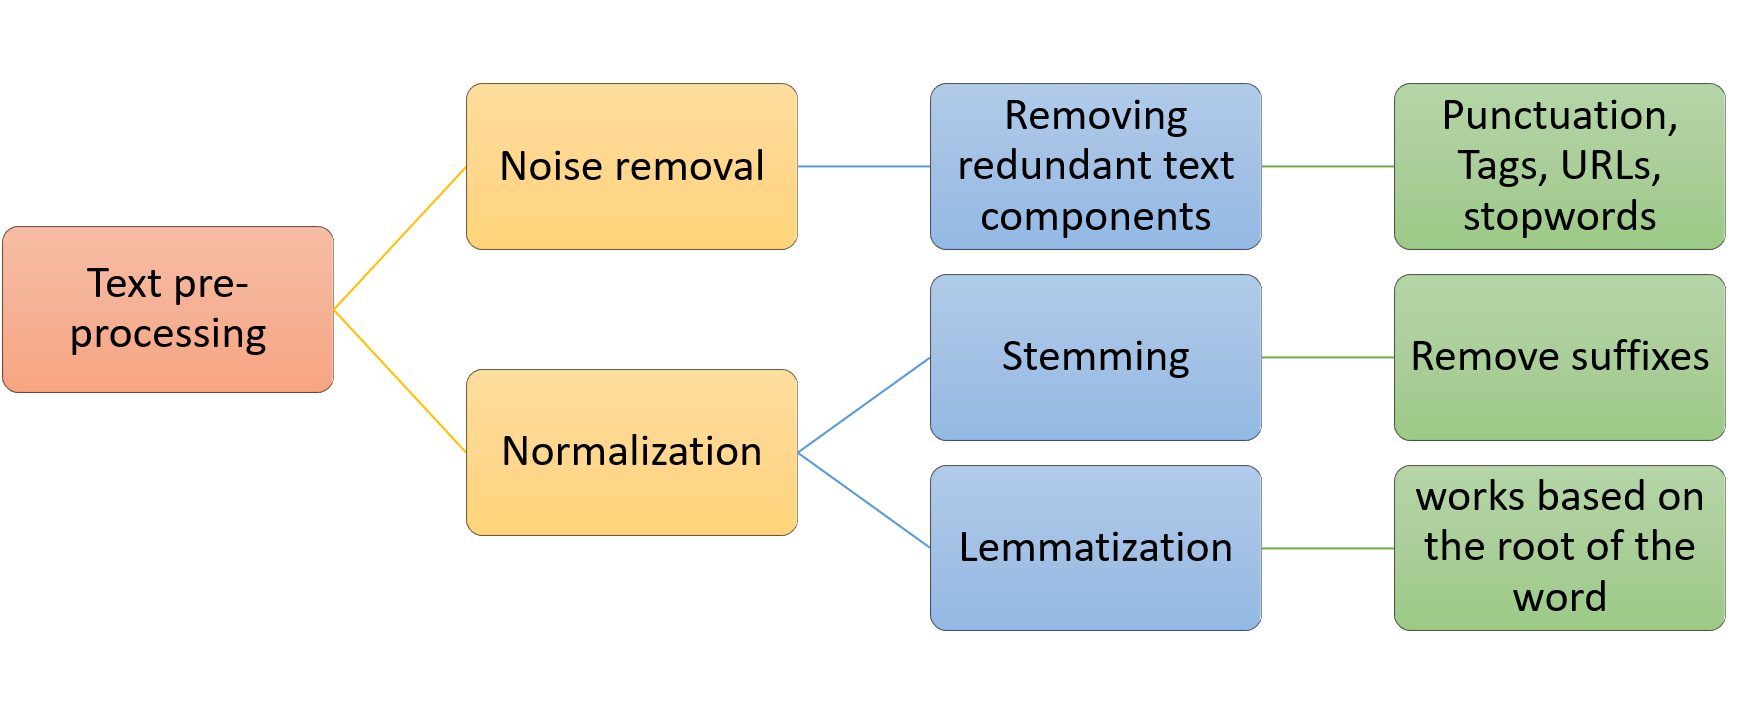 Text pre-
processing
Noise removal
Normalization
Removing
redundant text
components
Stemming
Lemmatization
Punctuation,
Tags, URLs,
stopwords
Remove suffixes
works based on
the root of the
word